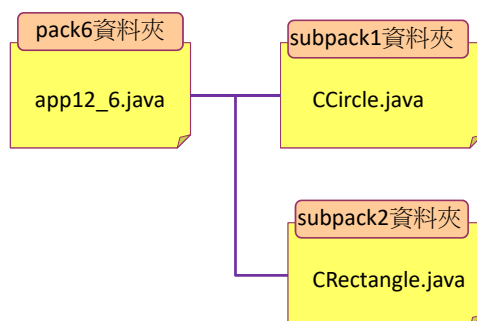 pack6資料夾
app12_6.java
subpack1資料夾
CCircle.java
subpack2資料夾
CRectangle.java